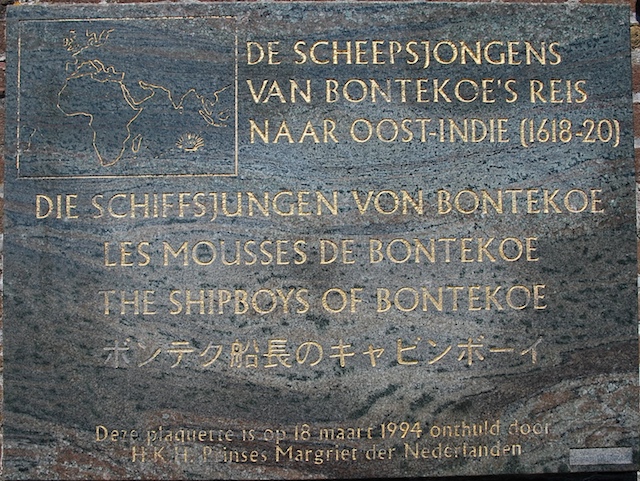 DE SCHEEPSJONGENS
VAN BONTEKOE'S REIS
NAAR OOST-INDIE (1618-20)
DIE SCHIFFSJUNGEN VON BONTEKOE
LES MOUSSES DE BONTEKOE
THE SHIPBOYS OF BONTEKOE
ボンテク船長のキャビンボーイ
Deze plaquette is op 18 maart 1994 onthuld door
H.K.H. Prinses Margriet der Nederlanden